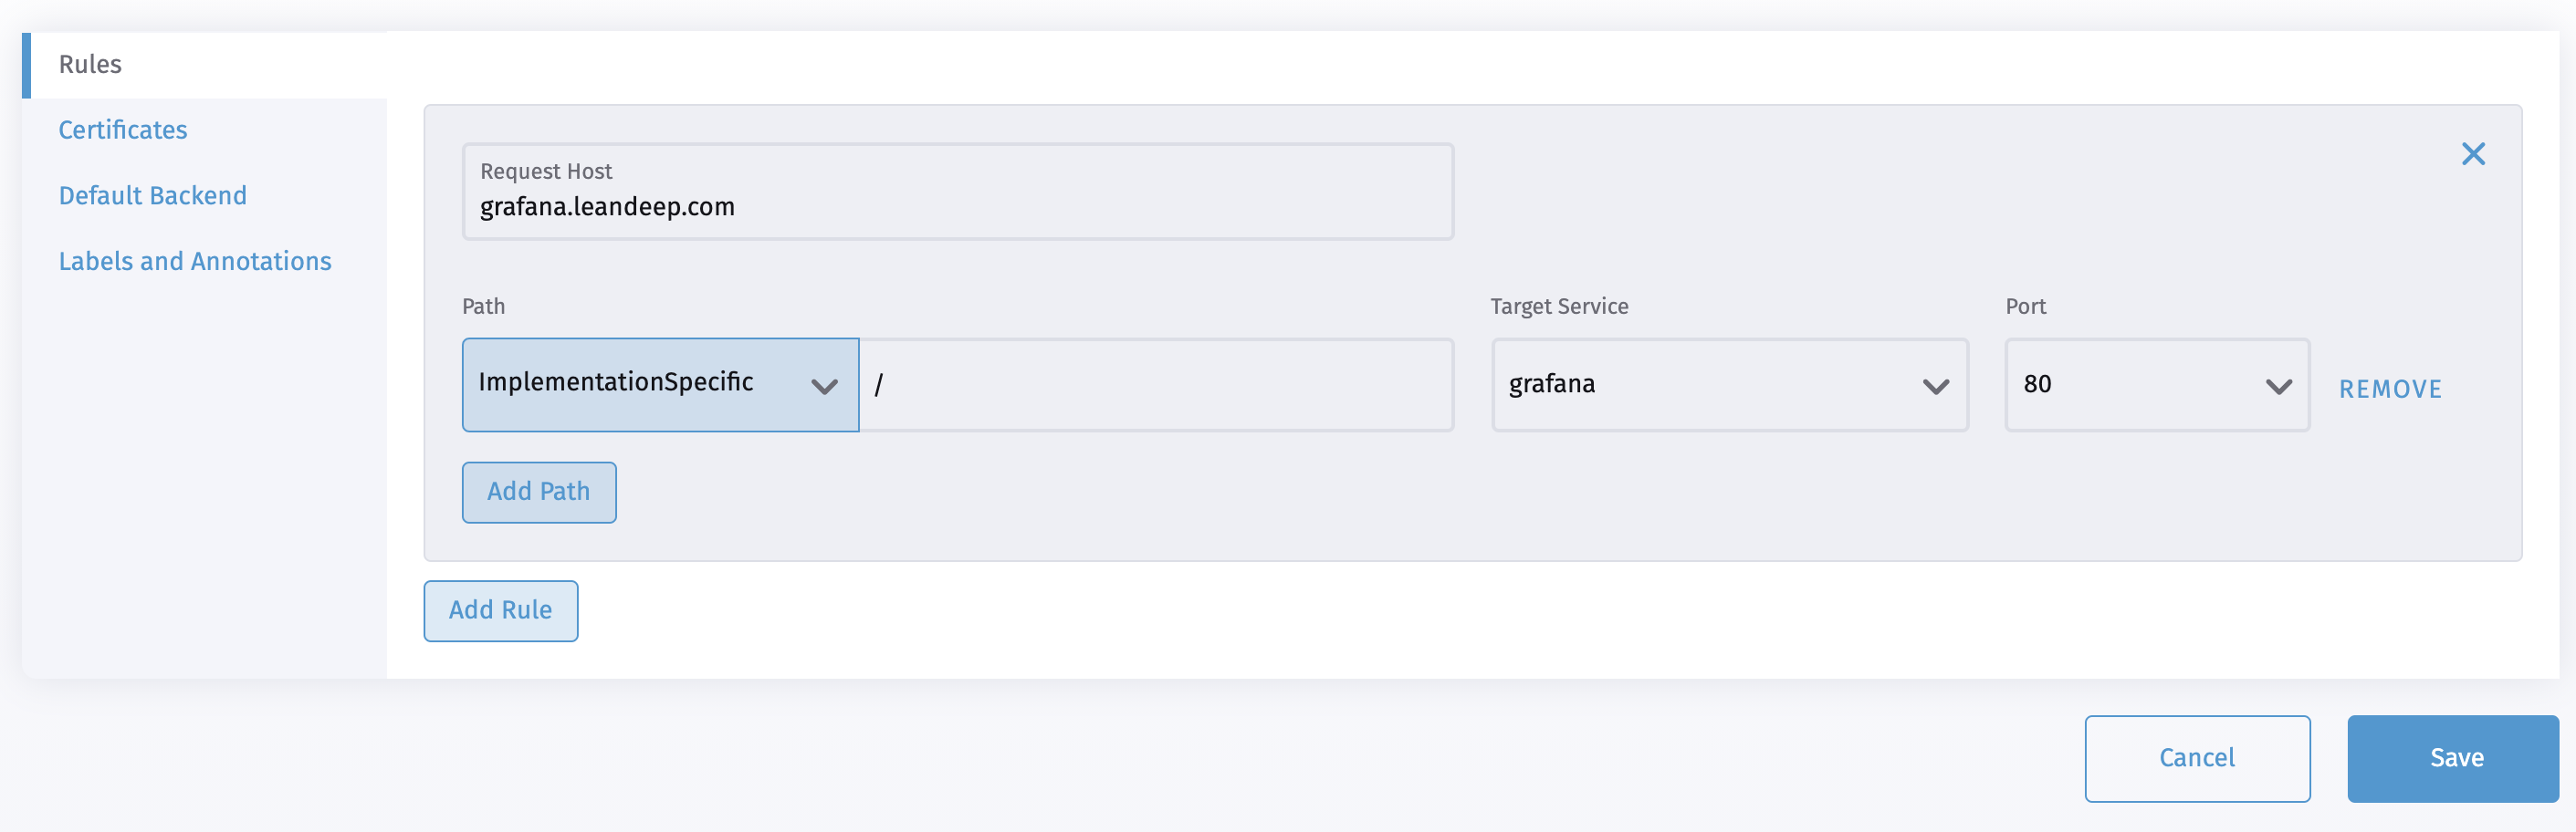 Rules
Certificates
Default Backend
Labels and Annotations
Request Host
grafana.leandeep.com
Path
Target Service
Port
ImplementationSpecific
/
grafana
80
REMOVE
Add Path
Add Rule
Cancel
Save